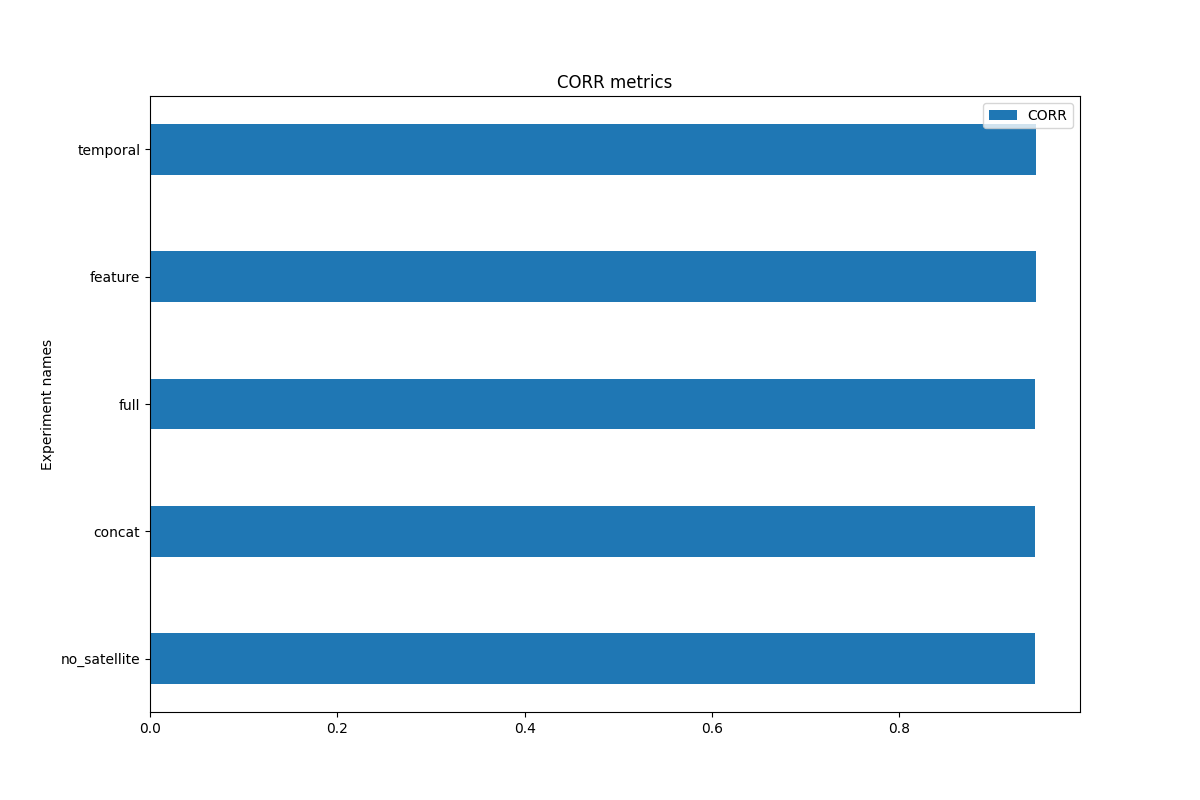 CORR metrics
CORR
temporal
feature
full
concat
no_satellite
Experiment names
0.0 0.2 0.4 0.6 0.8